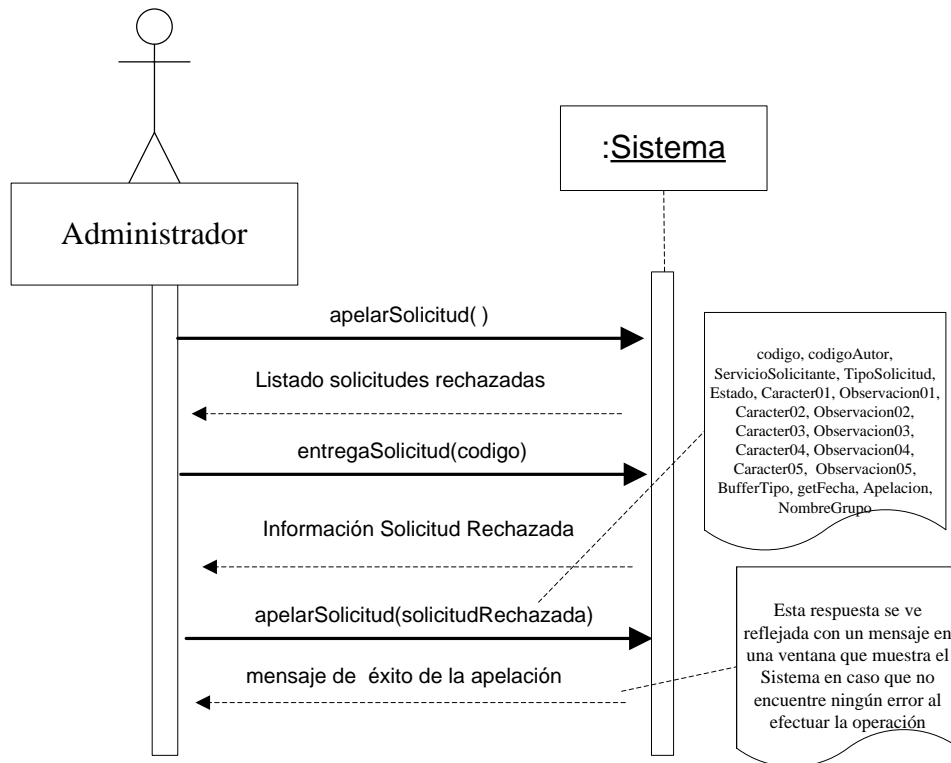 :Sistema
Administrador
apelarSolicitud( )
Listado solicitudes rechazadas
entregaSolicitud(codigo)
Información Solicitud Rechazada
apelarSolicitud(solicitudRechazada)
mensaje de éxito de la apelación
codigo, codigoAutor,
ServicioSolicitante, TipoSolicitud,
Estado, Caracter01, Observacion01,
Caracter02, Observacion02,
Caracter03, Observacion03,
Caracter04, Observacion04,
Caracter05, Observacion05,
BufferTipo, getFecha, Apelacion,
NombreGrupo
Esta respuesta se ve
reflejada con un mensaje en
una ventana que muestra el
Sistema en caso que no
encuentre ningún error al
efectuar la operación